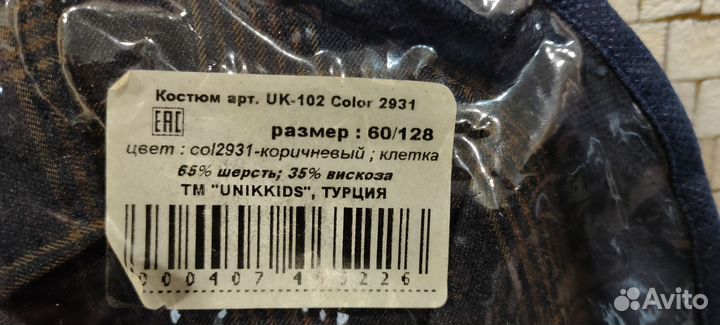 Костюм арт. UK-102 Color 2931
EAC
размер : 60/128
цвет : col2931-коричневый ; клетка
65% шерсть; 35% вискоза
ТМ "UNIKKIDS", ТУРЦИЯ
Avito